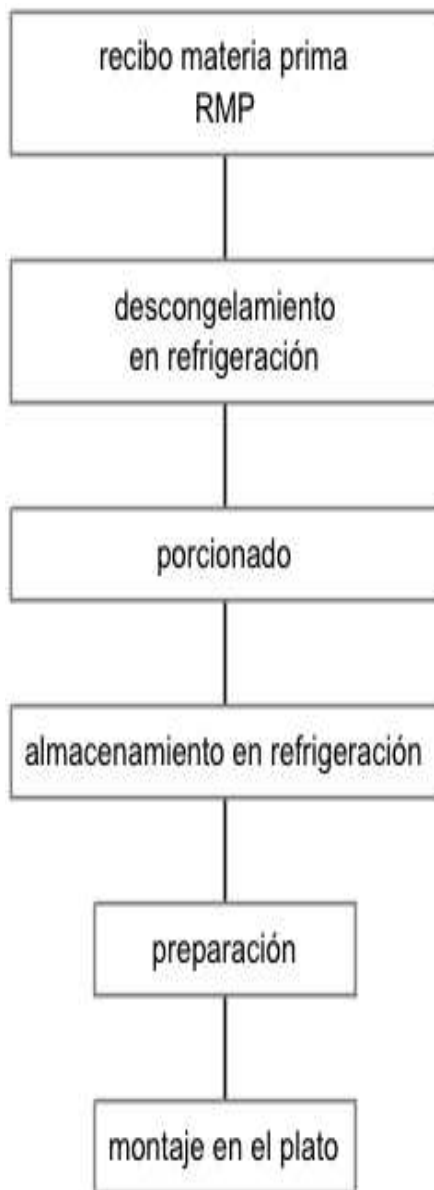 recibo materia prima
RMP
descongelamiento
en refrigeración
porcionado
almacenamiento en refrigeración
preparación
montaje en el plato